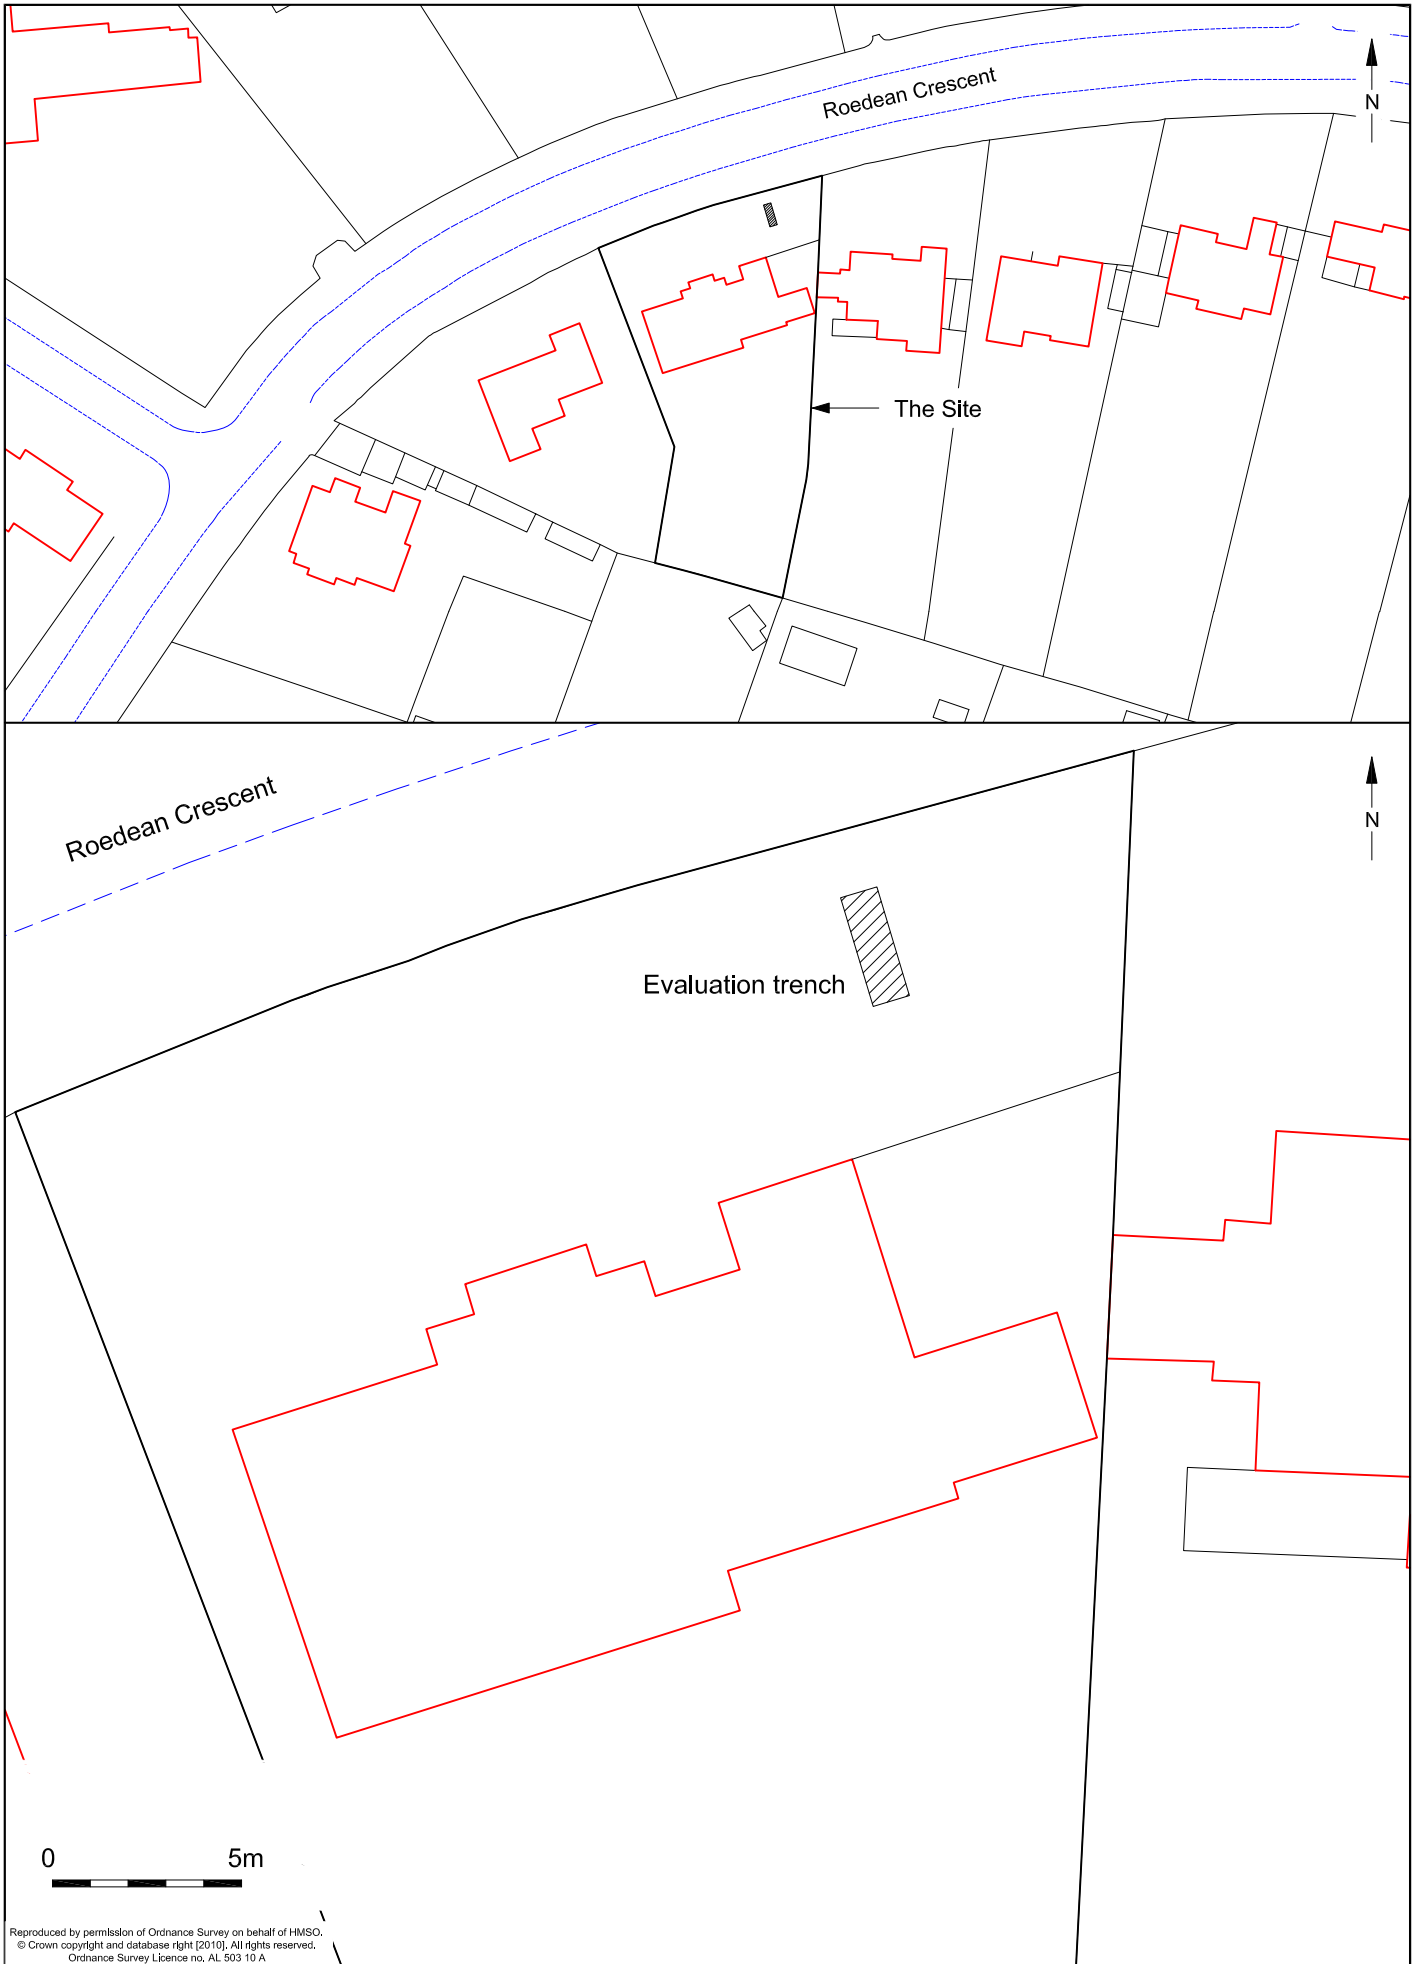 Roedean Crescent
N
The Site
Roedean Crescent
N
Evaluation trench
0 5m
Reproduced by permission of Ordnance Survey on behalf of HMSO.
© Crown copyright and database right [2010]. All rights reserved.
Ordnance Survey Licence no. AL 503 10 A